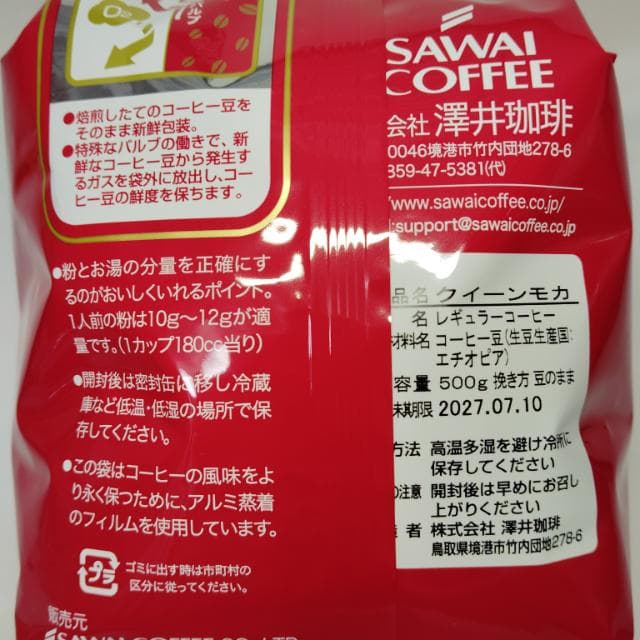 バルブ
●焙煎したてのコーヒー豆を
そのまま新鮮包装。
●特殊なバルブの働きで、新
鮮なコーヒー豆から発生す
るガスを袋外に放出し、コー
ヒー豆の鮮度を保ちます。
●粉とお湯の分量を正確にす
るのがおいしくいれるポイント。
1人前の粉は10g〜12gが適
量です。(1カップ180cc当り)
●開封後は密封缶に移し冷蔵
庫など低温・低湿の場所で保
存してください。
●この袋はコーヒーの風味をよ
り永く保つために、アルミ蒸着
のフィルムを使用しています。
プラ
ゴミに出す時は市町村の
区分に従ってください。
販売元
SAWAI COFFEE CO.,LTD.
SAWAI
COFFEE
会社 澤井珈琲
0046境港市竹内団地278-6
859-47-5381(代)
/www.sawaicoffee.co.jp/
:support@sawaicoffee.co.jp
品名 クイーンモカ
名 レギュラーコーヒー
材料名 コーヒー豆(生豆生産国:
エチオピア)
容量 500g 挽き方 豆のまま
味期限 2027.07.10
方法 高温多湿を避け冷所に
保存してください
の注意 開封後は早めにお召し
上がりください
者 株式会社 澤井珈琲
鳥取県境港市竹内団地278-6